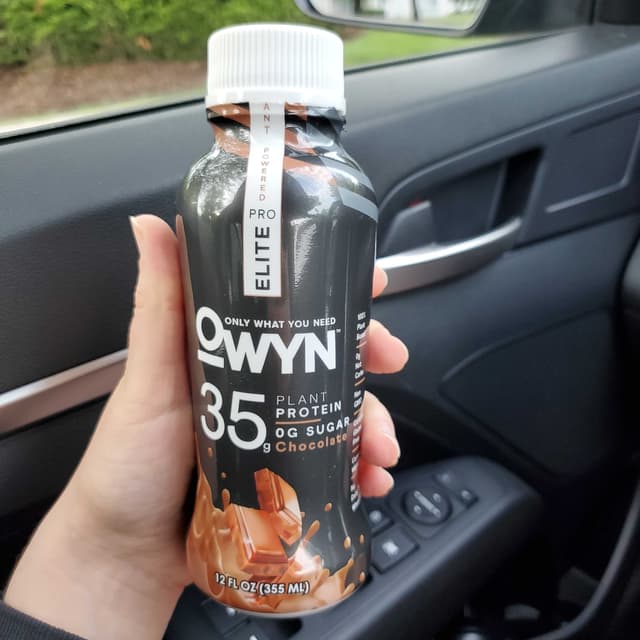 PLANT POWERED
ELITE PRO
ONLY WHAT YOU NEED
OWYN™
35g
PLANT
PROTEIN
0G SUGAR
Chocolate
12 FL OZ (355 ML)